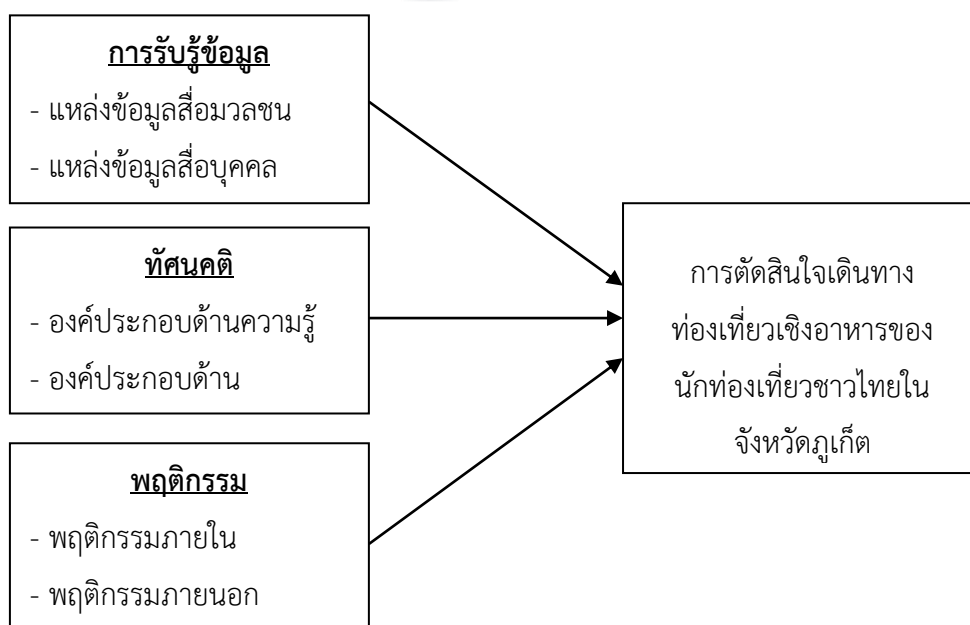 การรับรู้ข้อมูล
- แหล่งข้อมูลสื่อมวลชน
- แหล่งข้อมูลสื่อบุคคล
ทัศนคติ
- องค์ประกอบด้านความรู้
- องค์ประกอบด้าน
พฤติกรรม
- พฤติกรรมภายใน
- พฤติกรรมภายนอก
การตัดสินใจเดินทาง
ท่องเที่ยวเชิงอาหารของ
นักท่องเที่ยวชาวไทยใน
จังหวัดภูเก็ต